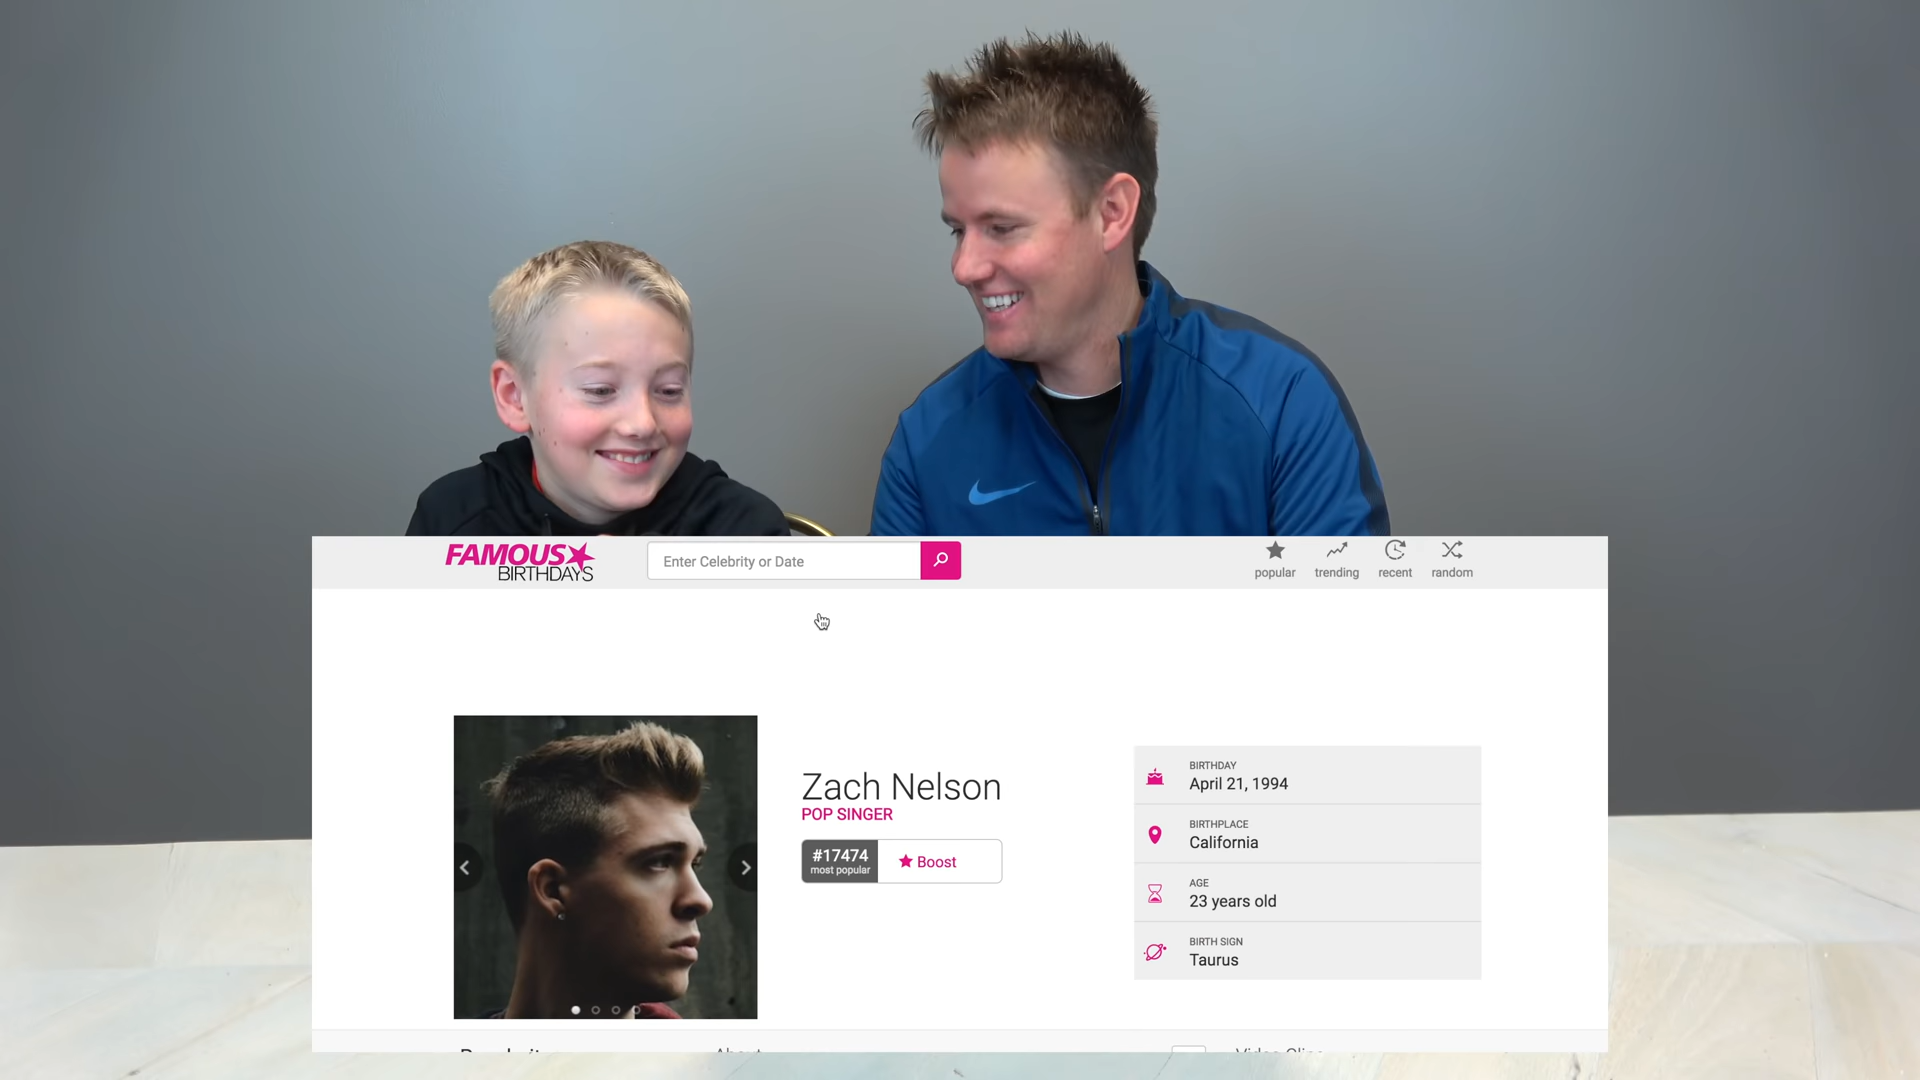 FAMOUS
BIRTHDAYS
Enter Celebrity or Date
popular
trending
recent
random
Zach Nelson
POP SINGER
#17474
most popular
Boost
BIRTHDAY
April 21, 1994
BIRTHPLACE
California
AGE
23 years old
BIRTH SIGN
Taurus